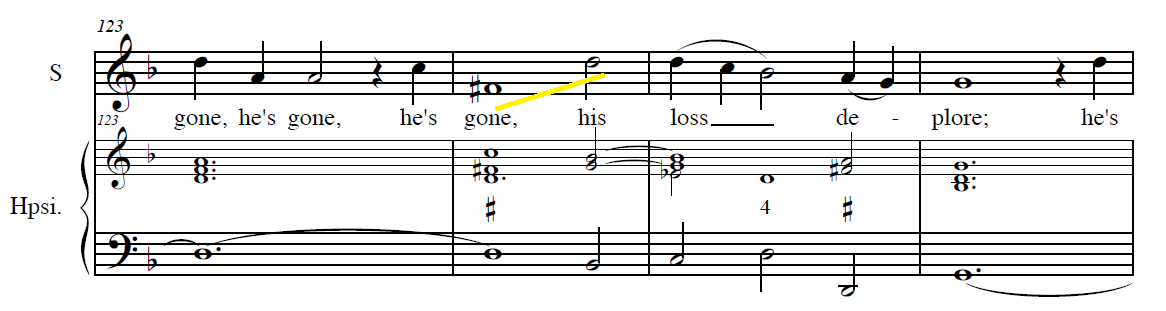 123
S
gone, he's gone, he's gone, his loss de - plore; he's
123
Hpsi.
4